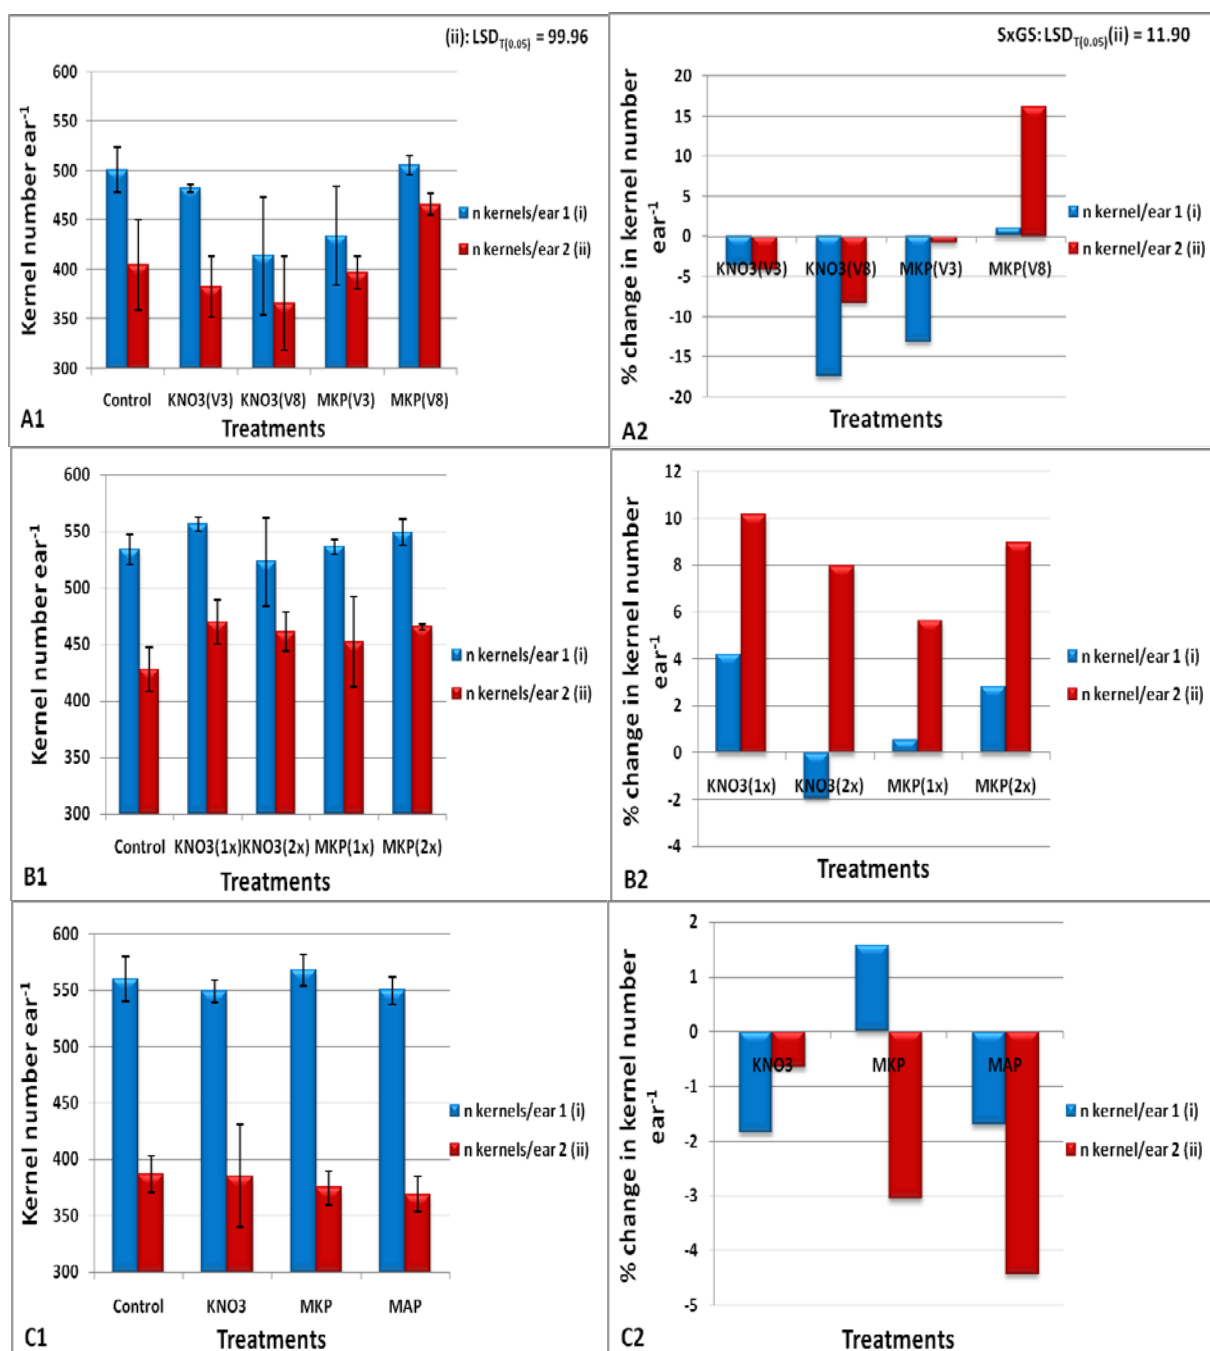 (ii): LSD_T(0.05) = 99.96
600
550
500
450
400
350
300
Kernel number ear⁻¹
n kernels/ear 1 (i)
n kernels/ear 2 (ii)
Control KNO3(V3) KNO3(V8) MKP(V3) MKP(V8)
Treatments
A1
SxGS: LSD_T(0.05)(ii) = 11.90
20
15
10
5
0
-5
-10
-15
-20
% change in kernel number
ear⁻¹
KNO3(V3) KNO3(V8) MKP(V3) MKP(V8)
n kernel/ear 1 (i)
n kernel/ear 2 (ii)
Treatments
A2
600
550
500
450
400
350
300
Kernel number ear⁻¹
n kernels/ear 1 (i)
n kernels/ear 2 (ii)
Control KNO3(1x) KNO3(2x) MKP(1x) MKP(2x)
Treatments
B1
12
10
8
6
4
2
0
-2
-4
% change in kernel number
ear⁻¹
n kernel/ear 1 (i)
n kernel/ear 2 (ii)
KNO3(1x) KNO3(2x) MKP(1x) MKP(2x)
Treatments
B2
600
550
500
450
400
350
300
Kernel number ear⁻¹
n kernels/ear 1 (i)
n kernels/ear 2 (ii)
Control KNO3 MKP MAP
Treatments
C1
2
1
0
-1
-2
-3
-4
-5
% change in kernel number
ear⁻¹
KNO3 MKP MAP
n kernel/ear 1 (i)
n kernel/ear 2 (ii)
Treatments
C2